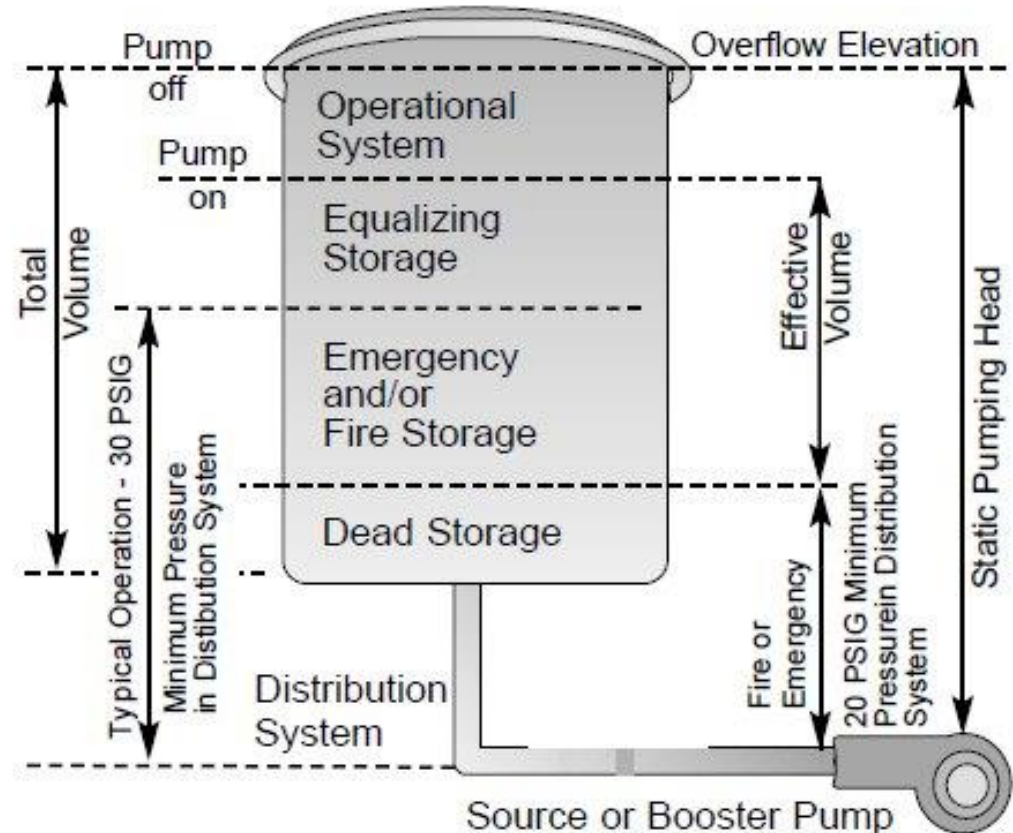 Pump
off
Overflow Elevation
Operational
System
Pump
on
Equalizing
Storage
Total
Volume
Effective
Volume
Static Pumping Head
Emergency
and/or
Fire Storage
Typical Operation - 30 PSIG
Minimum Pressure
in Distibution System
Dead Storage
Fire or
Emergency
20 PSIG Minimum
Pressurein Distribution
System
Distribution
System
Source or Booster Pump